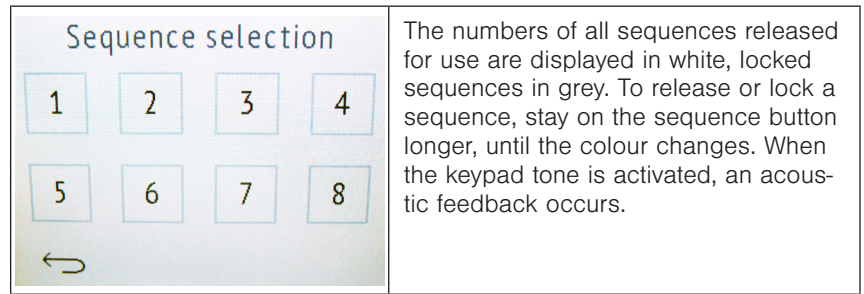 Sequence selection
1 2 3 4
5 6 7 8
The numbers of all sequences released
for use are displayed in white, locked
sequences in grey. To release or lock a
sequence, stay on the sequence button
longer, until the colour changes. When
the keypad tone is activated, an acous-
tic feedback occurs.